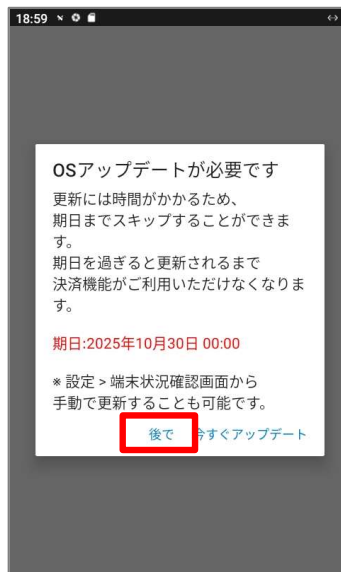 18:59
OSアップデートが必要です
更新には時間がかかるため、
期日までスキップすることができま
す。
期日を過ぎると更新されるまで
決済機能がご利用いただけなくなりま
す。
期日:2025年10月30日 00:00
* 設定 > 端末状況確認画面から
手動で更新することも可能です。
後で 今すぐアップデート